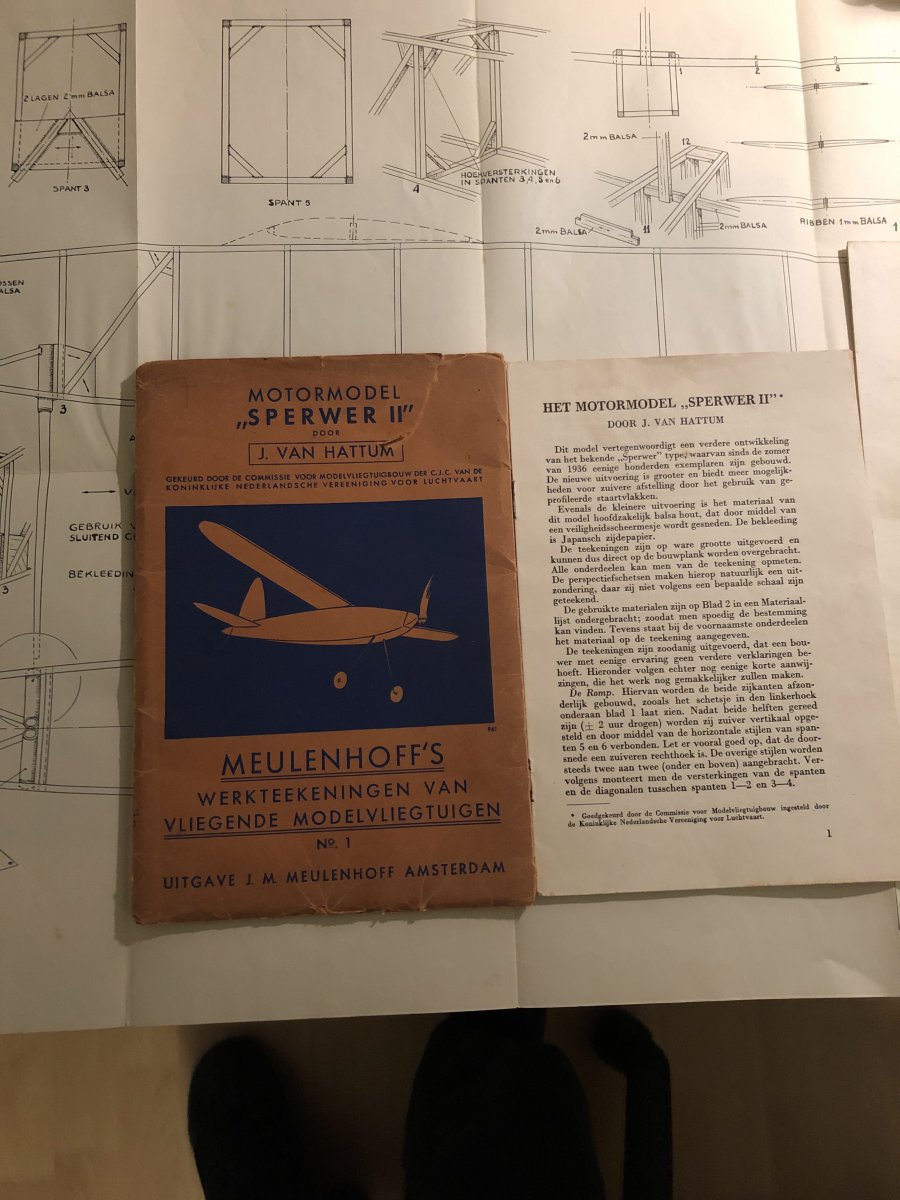 2 LAGEN 2mm BALSA
SPANT 3
SPANT 5
4
HOEKVERSTERKINGEN
IN SPANTEN 3, 4, 5 en 6
1
2
3
2mm BALSA
12
2mm BALSA
11
2mm BALSA
RIBBEN 1mm BALSA
1
3
GEBRUIK
BEKLEEDIN
3
MOTORMODEL
„SPERWER II”
DOOR
J. VAN HATTUM
GEKEURD DOOR DE COMMISSIE VOOR MODELVLIEGTUIGBOUW DER C.J.C. VAN DE
KONINKLIJKE NEDERLANDSCHE VEREENIGING VOOR LUCHTVAART
967
MEULENHOFF'S
WERKTEEKENINGEN VAN
VLIEGENDE MODELVLIEGTUIGEN
No. 1
UITGAVE J. M. MEULENHOFF AMSTERDAM
HET MOTORMODEL „SPERWER II”*
DOOR J. VAN HATTUM
Dit model vertegenwoordigt een verdere ontwikkeling
van het bekende „Sperwer” type, waarvan sinds de zomer
van 1936 eenige honderden exemplaren zijn gebouwd.
De nieuwe uitvoering is grooter en biedt meer mogelijk-
heden voor zuivere afstelling door het gebruik van ge-
profileerde staartvlakken.
Evenals de kleinere uitvoering is het materiaal van
dit model hoofdzakelijk balsa hout, dat door middel van
een veiligheidsscheermesje wordt gesneden. De bekleeding
is Japansch zijdepapier.
De teekeningen zijn op ware grootte uitgevoerd en
kunnen dus direct op de bouwplank worden overgebracht.
Alle onderdeelen kan men van de teekening opmeten.
De perspectiefschetsen maken hierop natuurlijk een uit-
zondering, daar zij niet volgens een bepaalde schaal zijn
geteekend.
De gebruikte materialen zijn op Blad 2 in een Materiaal-
lijst ondergebracht; zoodat men spoedig de bestemming
kan vinden. Tevens staat bij de voornaamste onderdeelen
het materiaal op de teekening aangegeven.
De teekeningen zijn zoodanig uitgevoerd, dat een bou-
wer met eenige ervaring geen verdere verklaringen be-
hoeft. Hieronder volgen echter nog eenige korte aanwij-
zingen, die het werk nog gemakkelijker zullen maken.
De Romp. Hiervan worden de beide zijkanten afzon-
derlijk gebouwd, zooals het schetsje in den linkerhoek
onderaan blad 1 laat zien. Nadat beide helften gereed
zijn (± 2 uur drogen) worden zij zuiver vertikaal opge-
steld en door middel van de horizontale stijlen van span-
ten 5 en 6 verbonden. Let er vooral goed op, dat de door-
snede een zuiveren rechthoek is. De overige stijlen worden
steeds twee aan twee (onder en boven) aangebracht. Ver-
volgens monteert men de versterkingen van de spanten
en de diagonalen tusschen spanten 1—2 en 3—4.
* Goedgekeurd door de Commissie voor Modelvliegtuigbouw ingesteld door
de Koninklijke Nederlandsche Vereeniging voor Luchtvaart.
1